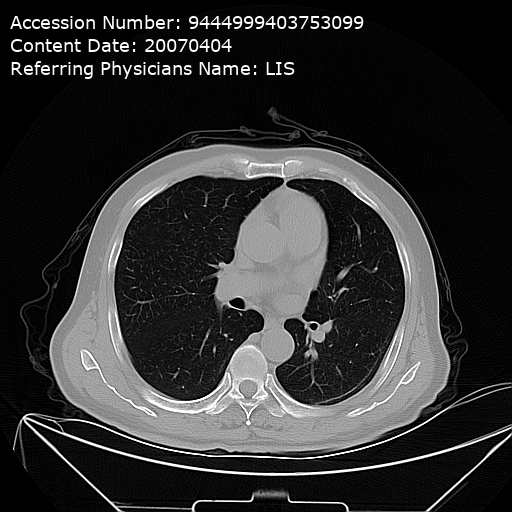 Accession Number: 9444999403753099
Content Date: 20070404
Referring Physicians Name: LIS